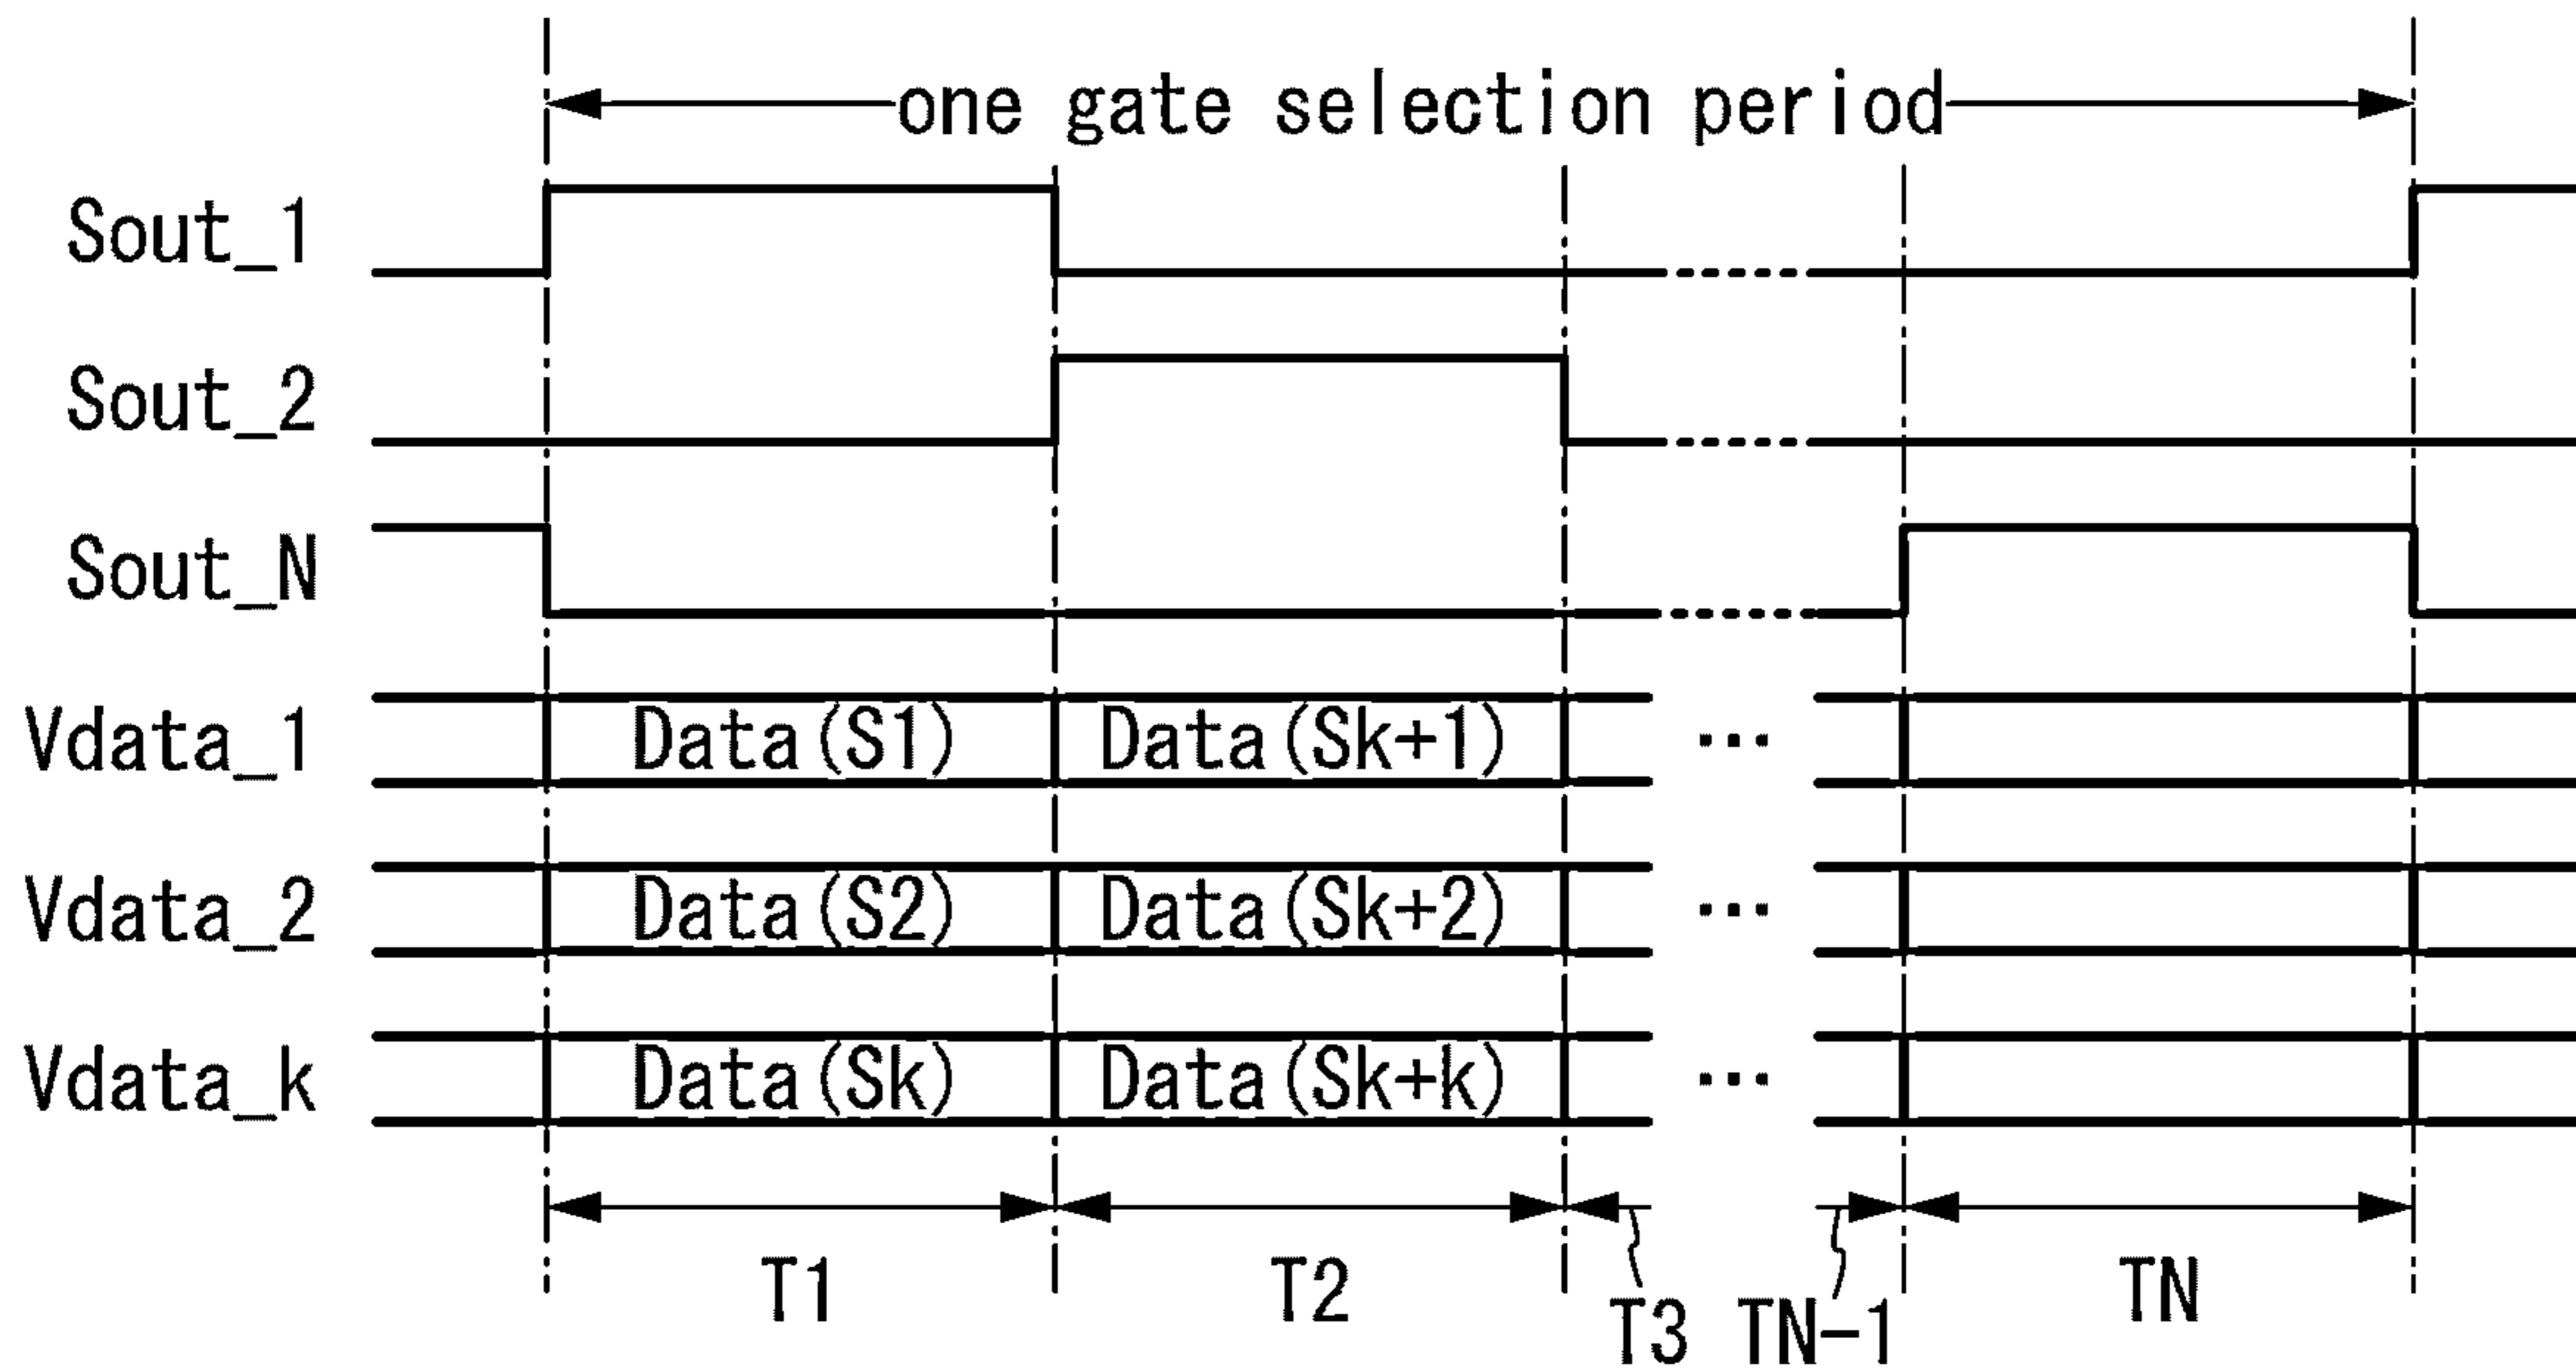 one gate selection period
Sout_1
Sout_2
Sout_N
Vdata_1 Data(S1) Data(Sk+1) ...
Vdata_2 Data(S2) Data(Sk+2) ...
Vdata_k Data(Sk) Data(Sk+k) ...
T1 T2 T3 TN-1 TN